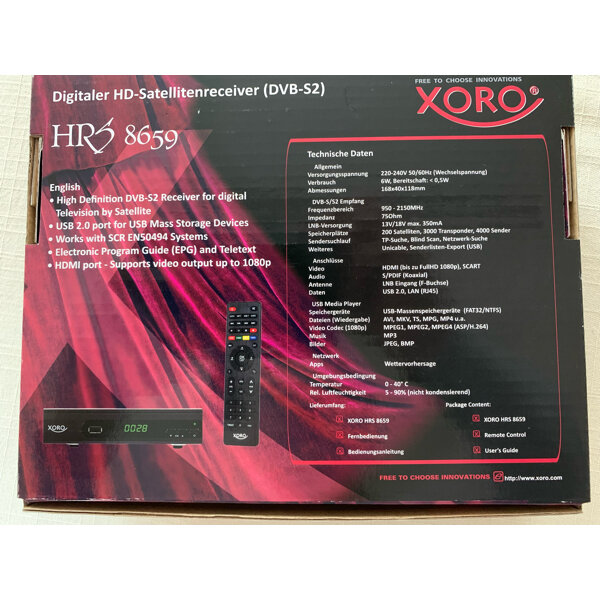 FREE TO CHOOSE INNOVATIONS
XORO®
Digitaler HD-Satellitenreceiver (DVB-S2)
HRS 8659
English
• High Definition DVB-S2 Receiver for digital
Television by Satellite
• USB 2.0 port for USB Mass Storage Devices
• Works with SCR EN50494 Systems
• Electronic Program Guide (EPG) and Teletext
• HDMI port - Supports video output up to 1080p
Technische Daten
Allgemein
Versorgungsspannung 220-240V 50/60Hz (Wechselspannung)
Verbrauch 6W, Bereitschaft: < 0,5W
Abmessungen 168x40x118mm
DVB-S/S2 Empfang
Frequenzbereich 950 - 2150MHz
Impedanz 75Ohm
LNB-Versorgung 13V/18V max. 350mA
Speicherplätze 200 Satelliten, 3000 Transponder, 4000 Sender
Sendersuchlauf TP-Suche, Blind Scan, Netzwerk-Suche
Weiteres Unicable, Senderlisten-Export (USB)
Anschlüsse
Video HDMI (bis zu FullHD 1080p), SCART
Audio S/PDIF (Koaxial)
Antenne LNB Eingang (F-Buchse)
Daten USB 2.0, LAN (RJ45)
USB Media Player
Speichergeräte USB-Massenspeichergeräte (FAT32/NTFS)
Dateien (Wiedergabe) AVI, MKV, TS, MPG, MP4 u.a.
Video Codec (1080p) MPEG1, MPEG2, MPEG4 (ASP/H.264)
Musik MP3
Bilder JPEG, BMP
Netzwerk
Apps Wettervorhersage
Umgebungsbedingung
Temperatur 0 - 40° C
Rel. Luftfeuchtigkeit 5 - 90% (nicht kondensierend)
Lieferumfang: Package Content:
XORO HRS 8659 XORO HRS 8659
Fernbedienung Remote Control
Bedienungsanleitung User's Guide
XORO
0028
XORO
FREE TO CHOOSE INNOVATIONS http://www.xoro.com